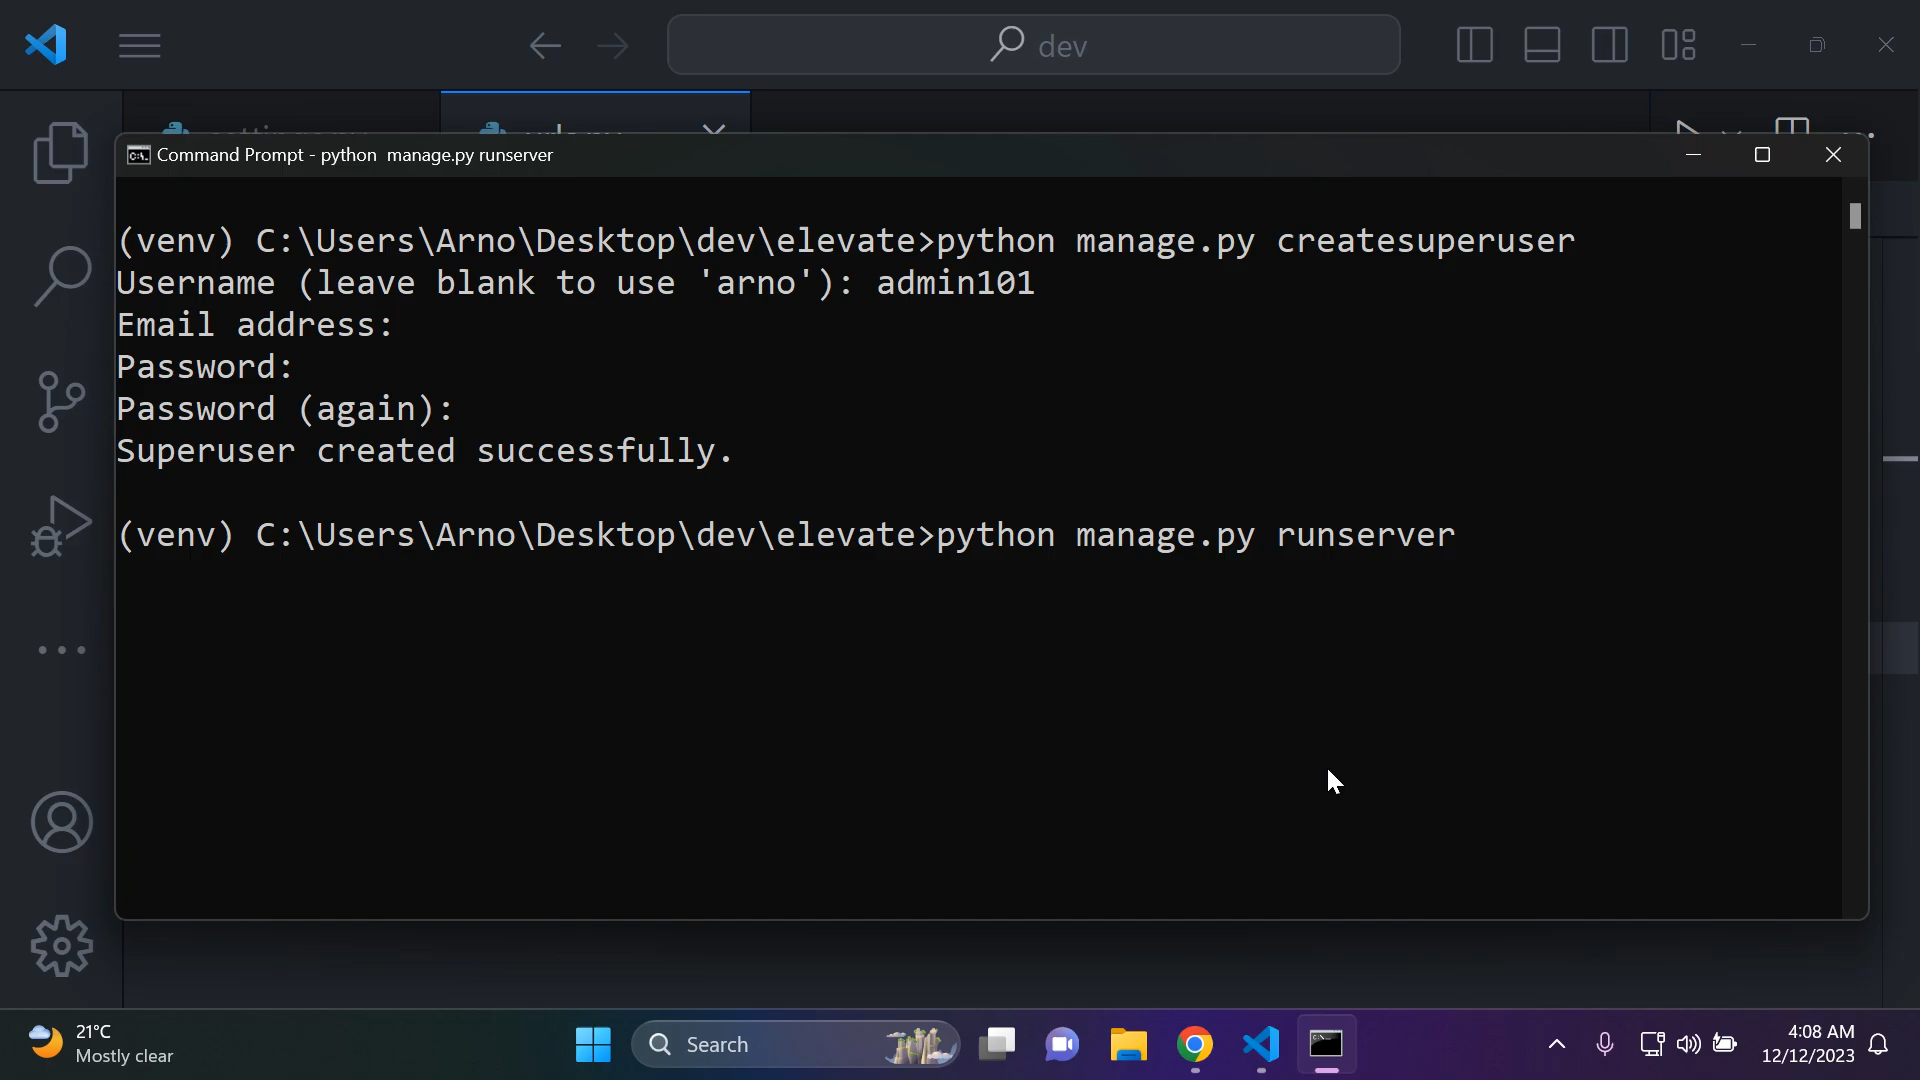 dev
Command Prompt - python  manage.py runserver
(venv) C:\Users\Arno\Desktop\dev\elevate>python manage.py createsuperuser
Username (leave blank to use 'arno'): admin101
Email address:
Password:
Password (again):
Superuser created successfully.
(venv) C:\Users\Arno\Desktop\dev\elevate>python manage.py runserver
21°C
Mostly clear
Search
4:08 AM
12/12/2023